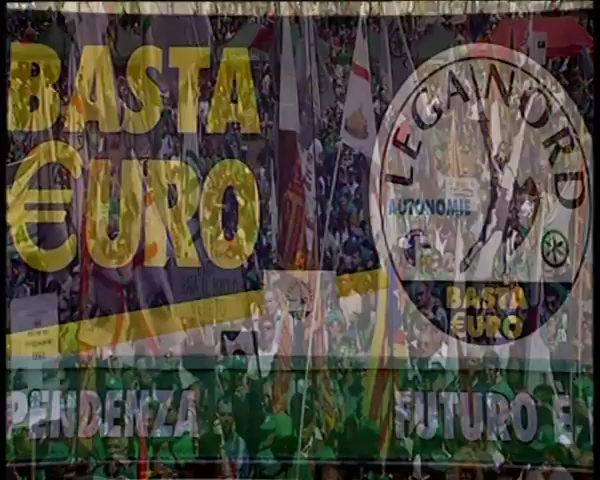 BASTA
€URO
LEGA NORD
AUTONOMIE
BASTA
€URO
PENDENZA
FUTURO E